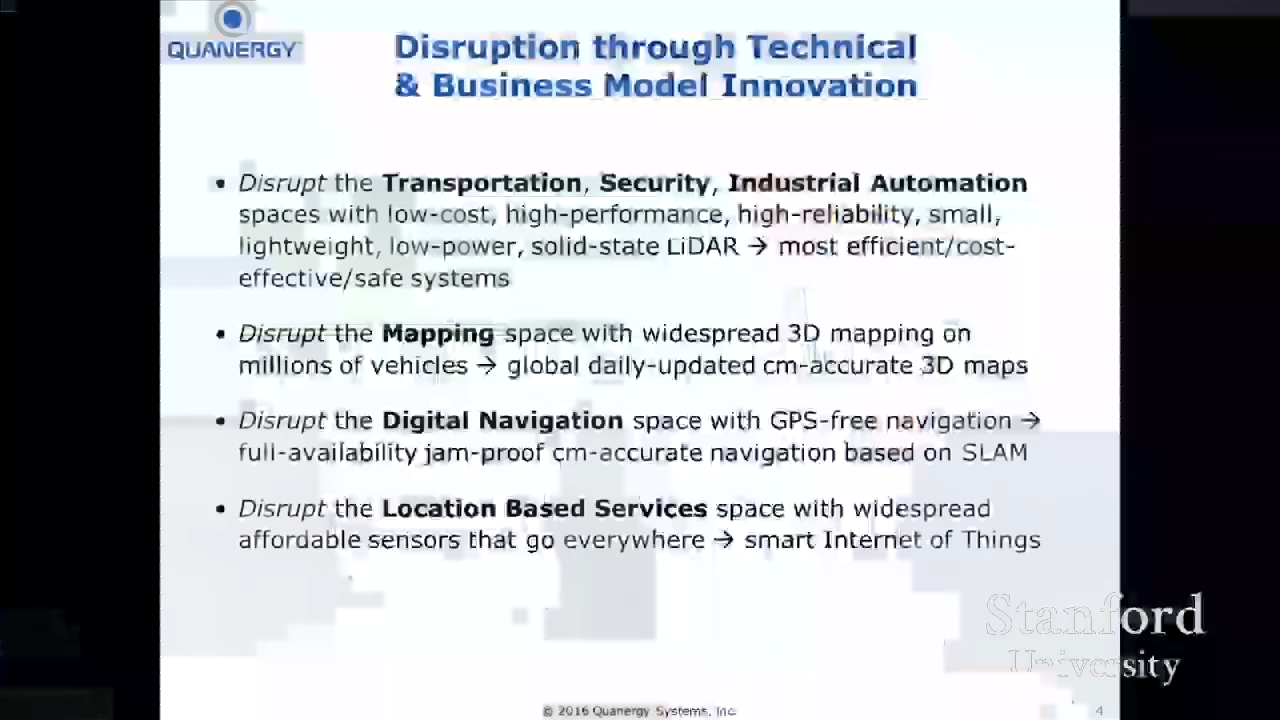 QUANERGY
Disruption through Technical
& Business Model Innovation
• Disrupt the Transportation, Security, Industrial Automation
spaces with low-cost, high-performance, high-reliability, small,
lightweight, low-power, solid-state LiDAR → most efficient/cost-
effective/safe systems
• Disrupt the Mapping space with widespread 3D mapping on
millions of vehicles → global daily-updated cm-accurate 3D maps
• Disrupt the Digital Navigation space with GPS-free navigation →
full-availability jam-proof cm-accurate navigation based on SLAM
• Disrupt the Location Based Services space with widespread
affordable sensors that go everywhere → smart Internet of Things
Stanford
University
© 2016 Quanergy Systems, Inc.
4